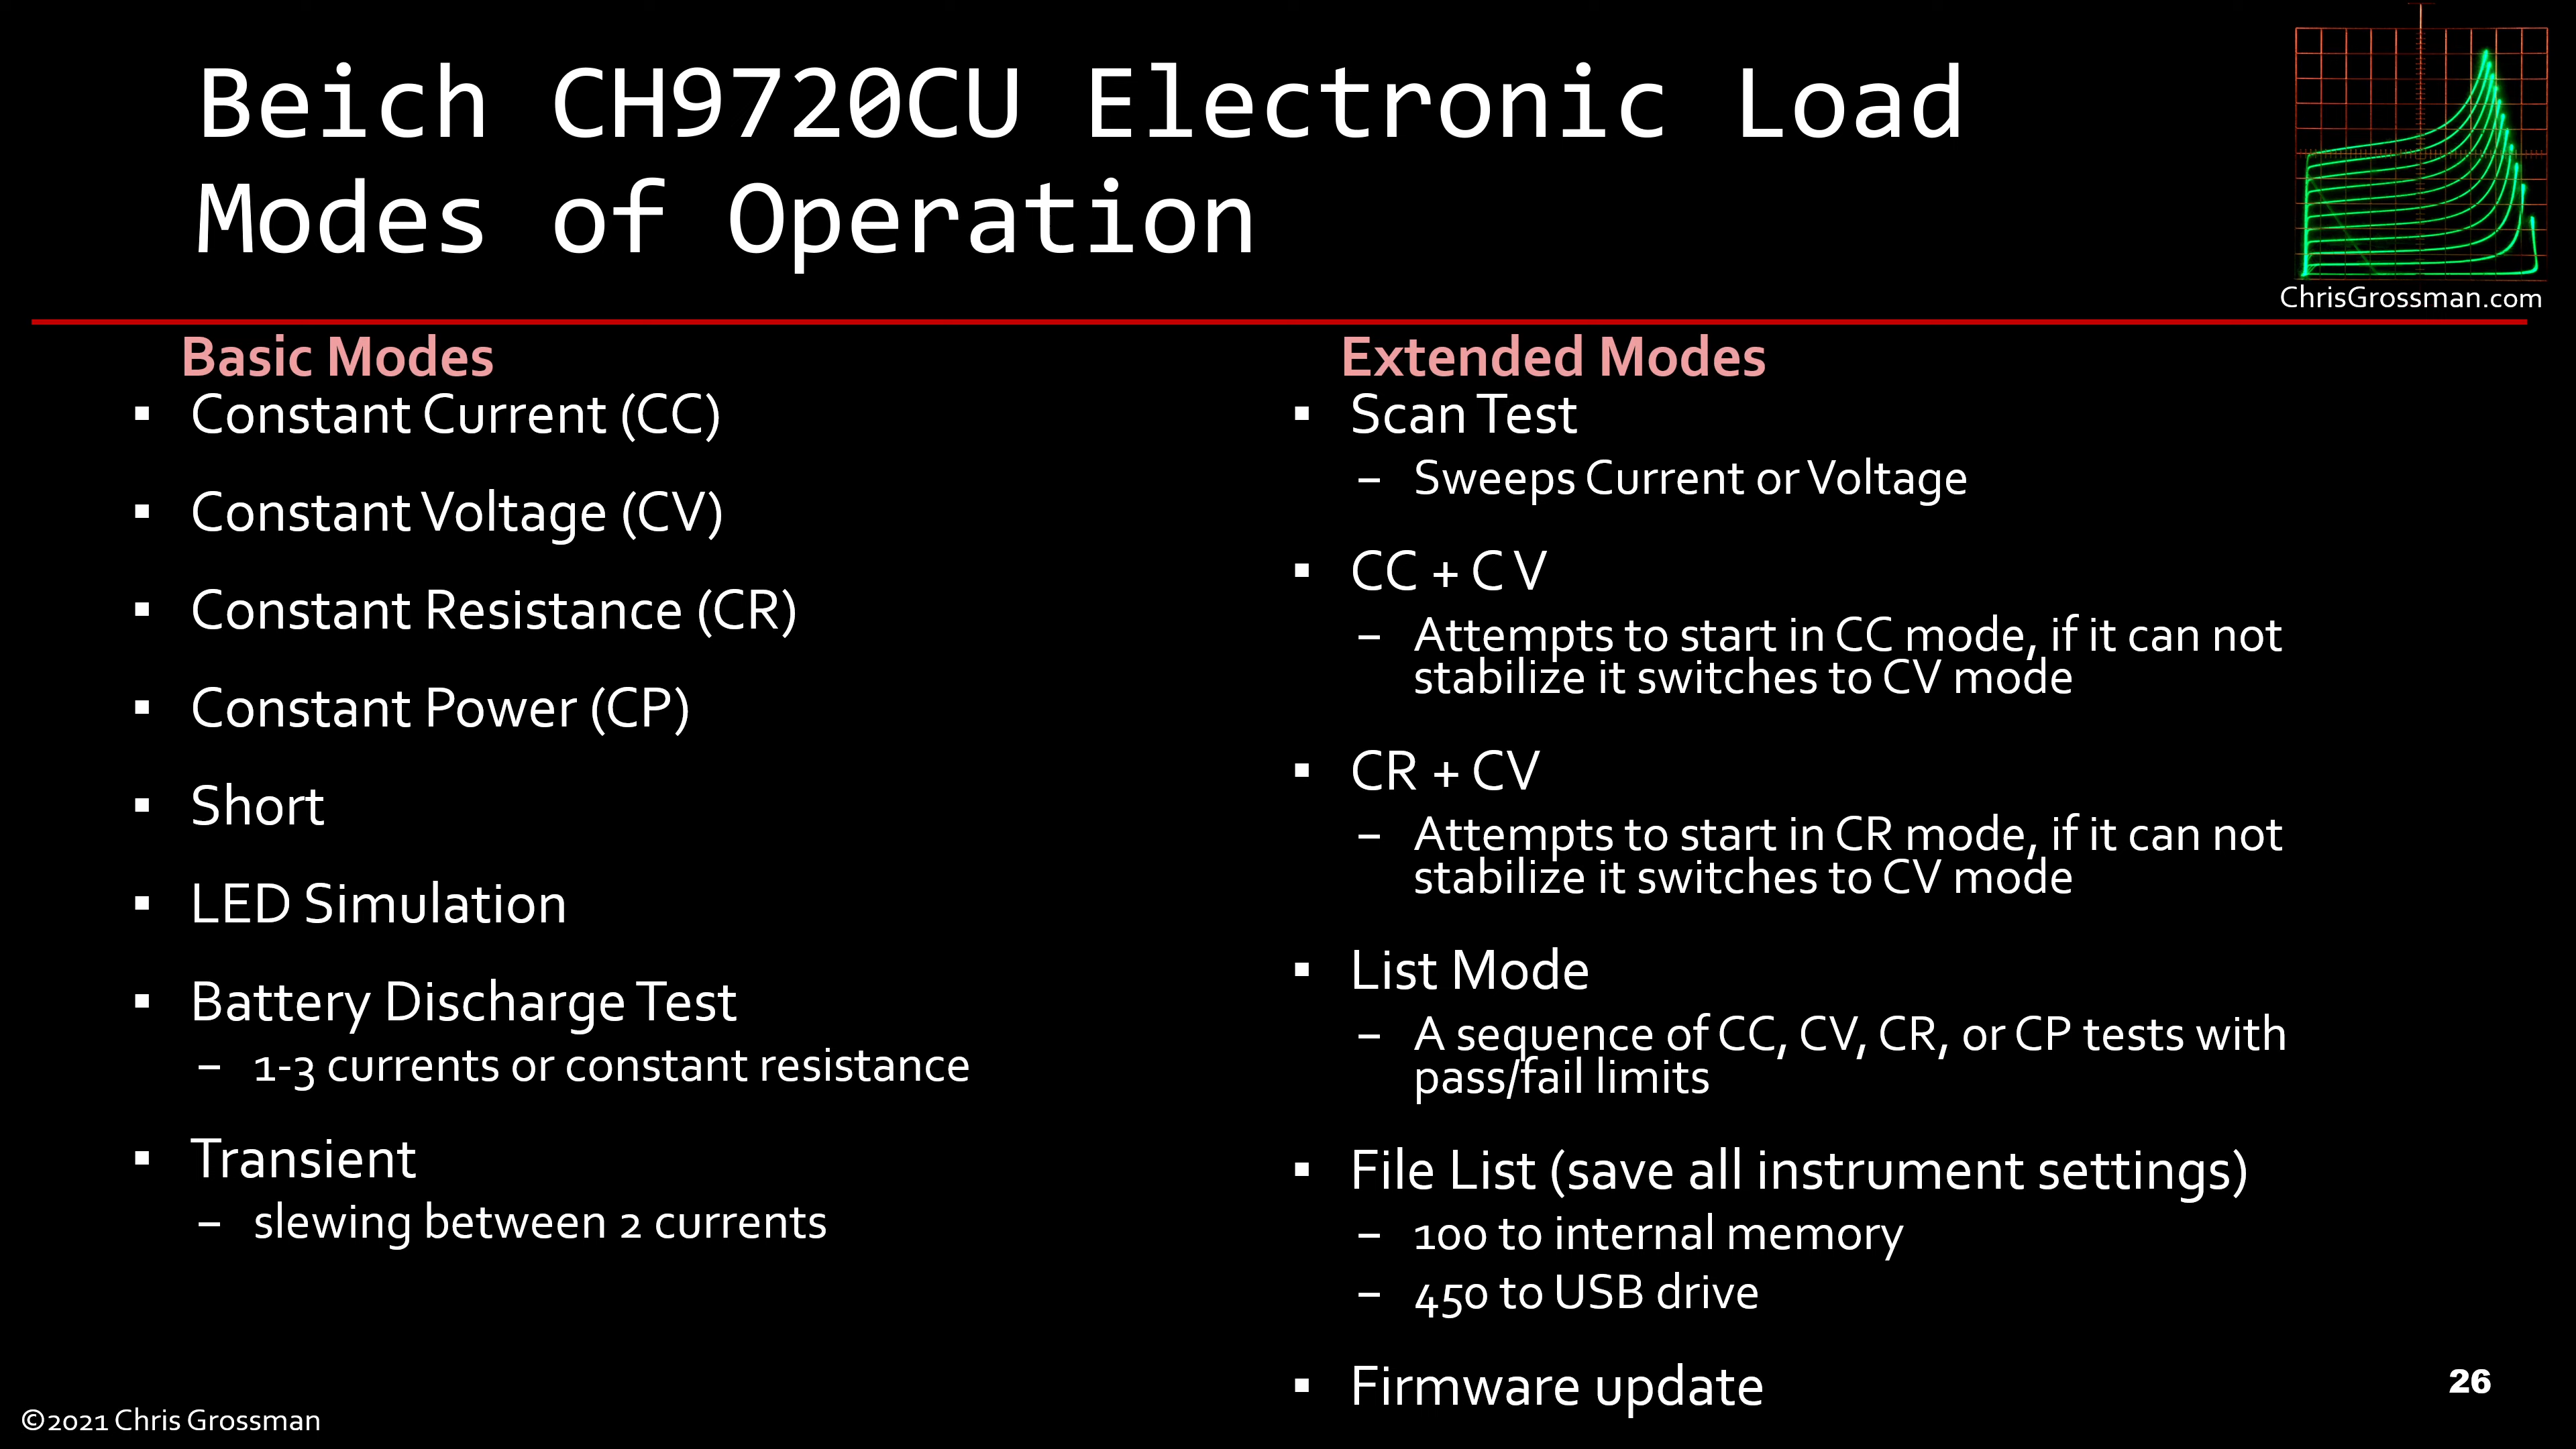 Beich CH9720CU Electronic Load
Modes of Operation
ChrisGrossman.com
Basic Modes
▪ Constant Current (CC)
▪ Constant Voltage (CV)
▪ Constant Resistance (CR)
▪ Constant Power (CP)
▪ Short
▪ LED Simulation
▪ Battery Discharge Test
– 1-3 currents or constant resistance
▪ Transient
– slewing between 2 currents
Extended Modes
▪ Scan Test
– Sweeps Current or Voltage
▪ CC + C V
– Attempts to start in CC mode, if it can not
stabilize it switches to CV mode
▪ CR + CV
– Attempts to start in CR mode, if it can not
stabilize it switches to CV mode
▪ List Mode
– A sequence of CC, CV, CR, or CP tests with
pass/fail limits
▪ File List (save all instrument settings)
– 100 to internal memory
– 450 to USB drive
▪ Firmware update
26
©2021 Chris Grossman